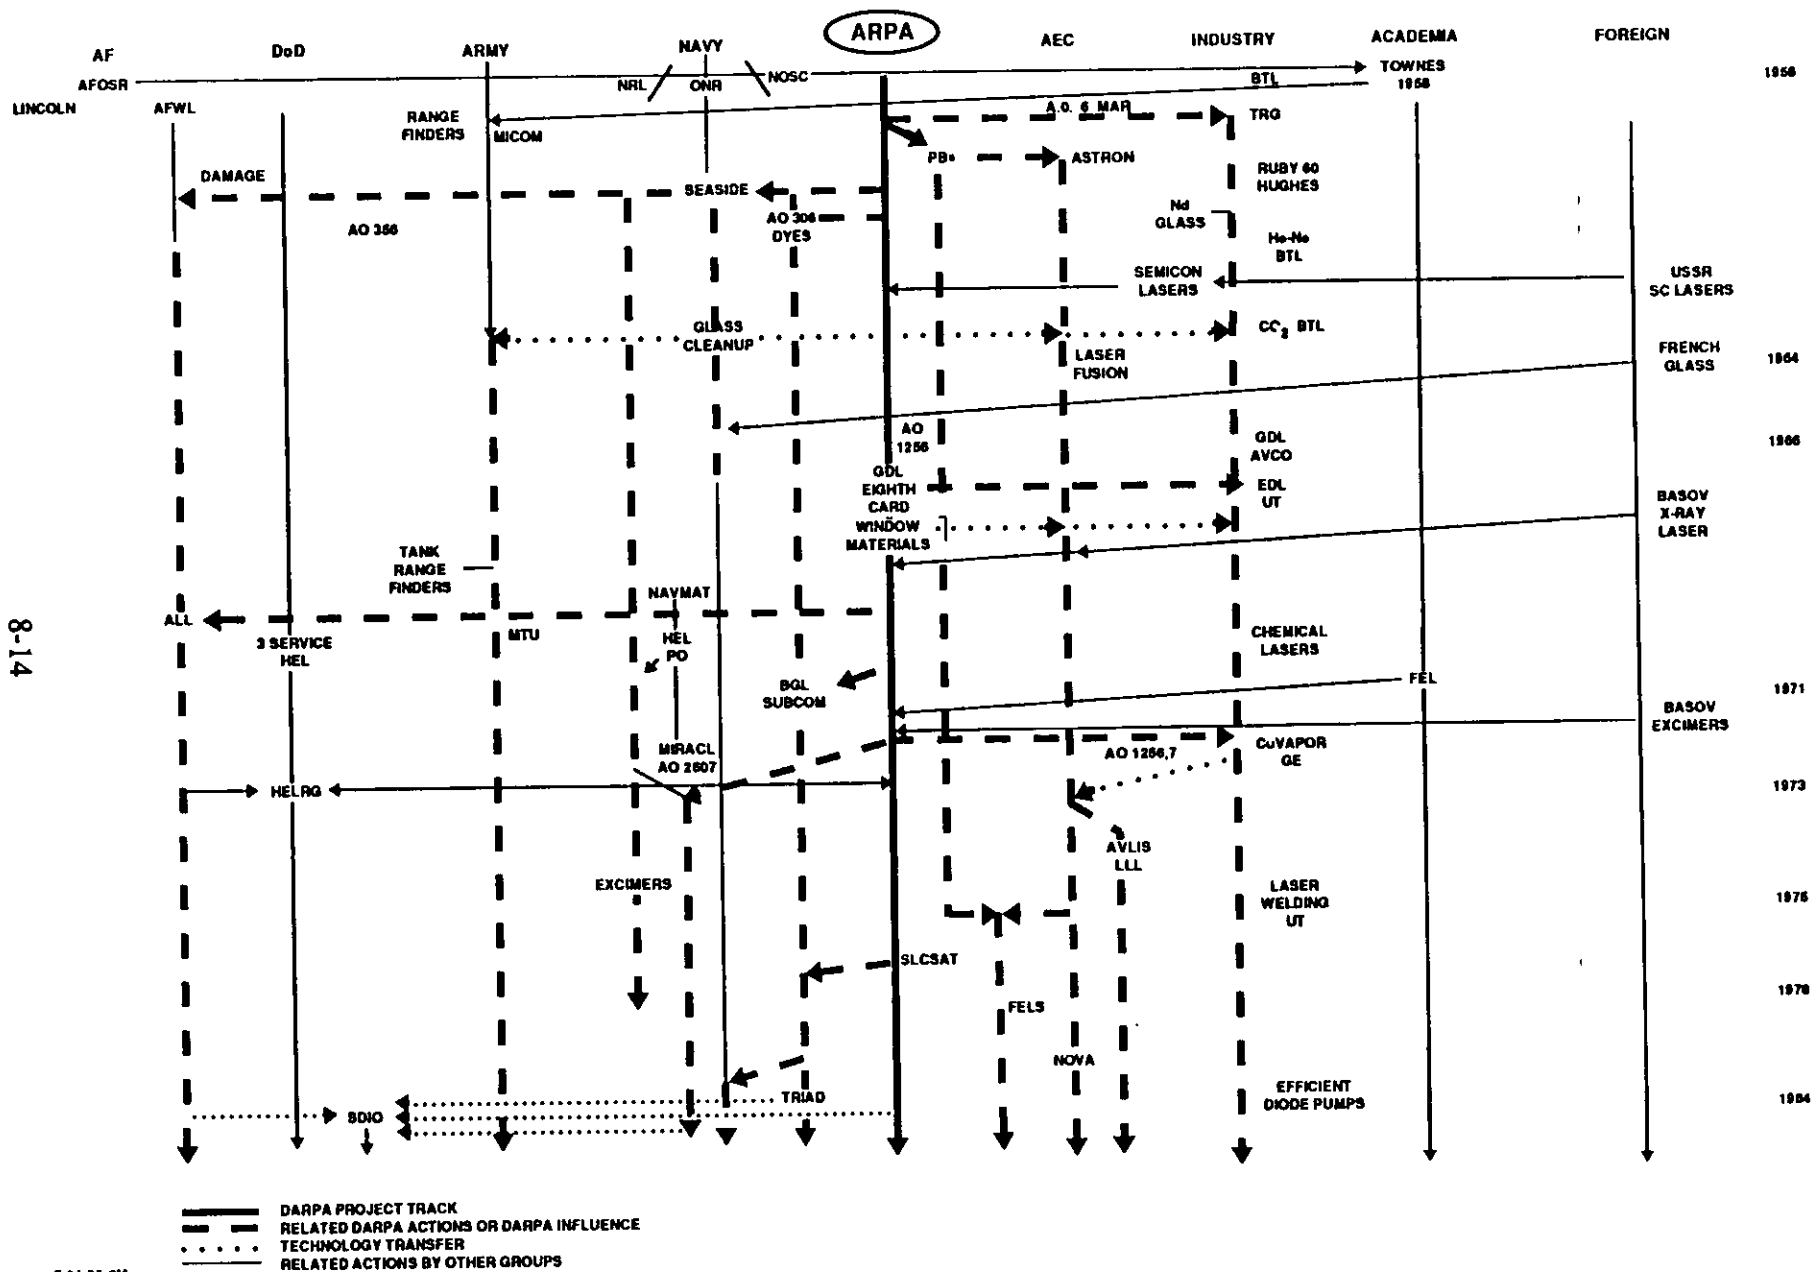 ARPA
AF
DoD
ARMY
NAVY
AEC
INDUSTRY
ACADEMIA
FOREIGN
AFOSR
NRL
ONR
NOSC
BTL
TOWNES
1958
1958
LINCOLN
AFWL
RANGE
FINDERS
MICOM
A.O. 6 MAR
TRG
PB
ASTRON
DAMAGE
SEASIDE
RUBY 60
HUGHES
AO 356
AO 306
DYES
Nd
GLASS
He-Ne
BTL
SEMICON
LASERS
USSR
SC LASERS
GLASS
CLEANUP
CO2 BTL
LASER
FUSION
FRENCH
GLASS
1964
AO
1256
GDL
AVCO
1966
GDL
EIGHTH
CARD
WINDOW
MATERIALS
EDL
UT
BASOV
X-RAY
LASER
TANK
RANGE
FINDERS
NAVMAT
ALL
3 SERVICE
HEL
MTU
HEL
PO
CHEMICAL
LASERS
BGL
SUBCOM
FEL
1971
BASOV
EXCIMERS
MIRACL
AO 2607
AO 1256,7
CuVAPOR
GE
HELRG
1973
AVLIS
LLL
EXCIMERS
LASER
WELDING
UT
1975
SLCSAT
1978
FELS
NOVA
TRIAD
EFFICIENT
DIODE PUMPS
1984
SDIO
8-14
DARPA PROJECT TRACK
RELATED DARPA ACTIONS OR DARPA INFLUENCE
TECHNOLOGY TRANSFER
RELATED ACTIONS BY OTHER GROUPS